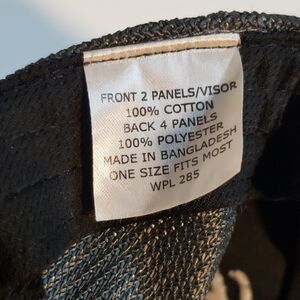 FRONT 2 PANELS/VISOR
100% COTTON
BACK 4 PANELS
100% POLYESTER
MADE IN BANGLADESH
ONE SIZE FITS MOST
WPL 285